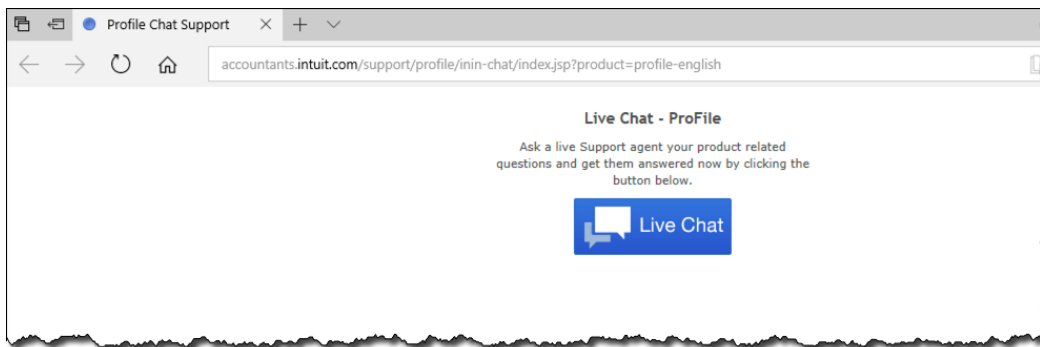 Profile Chat Support
accountants.intuit.com/support/profile/inin-chat/index.jsp?product=profile-english
Live Chat - ProFile
Ask a live Support agent your product related
questions and get them answered now by clicking the
button below.
Live Chat